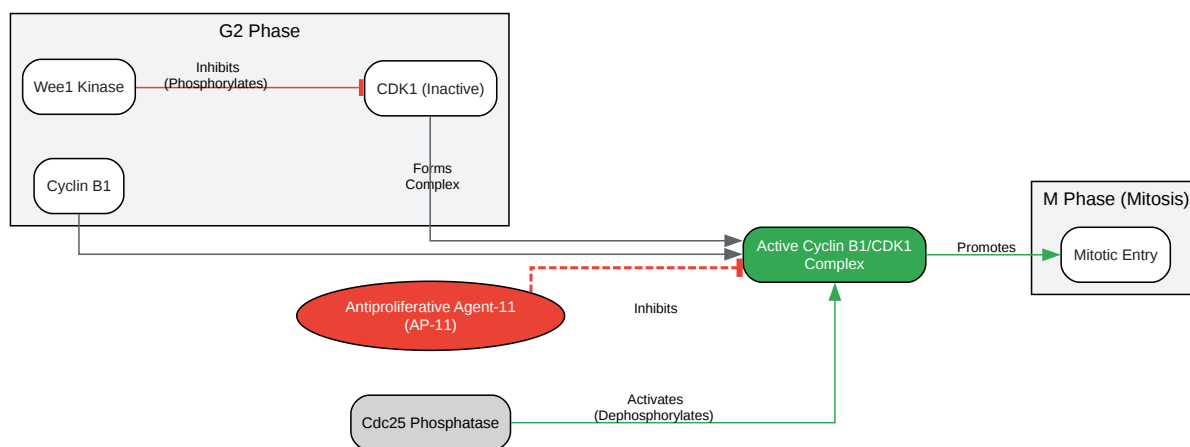 G2 Phase
Wee1 Kinase
Inhibits
(Phosphorylates)
CDK1 (Inactive)
Cyclin B1
Forms
Complex
Active Cyclin B1/CDK1
Complex
Promotes
M Phase (Mitosis)
Mitotic Entry
Antiproliferative Agent-11
(AP-11)
Inhibits
Cdc25 Phosphatase
Activates
(Dephosphorylates)